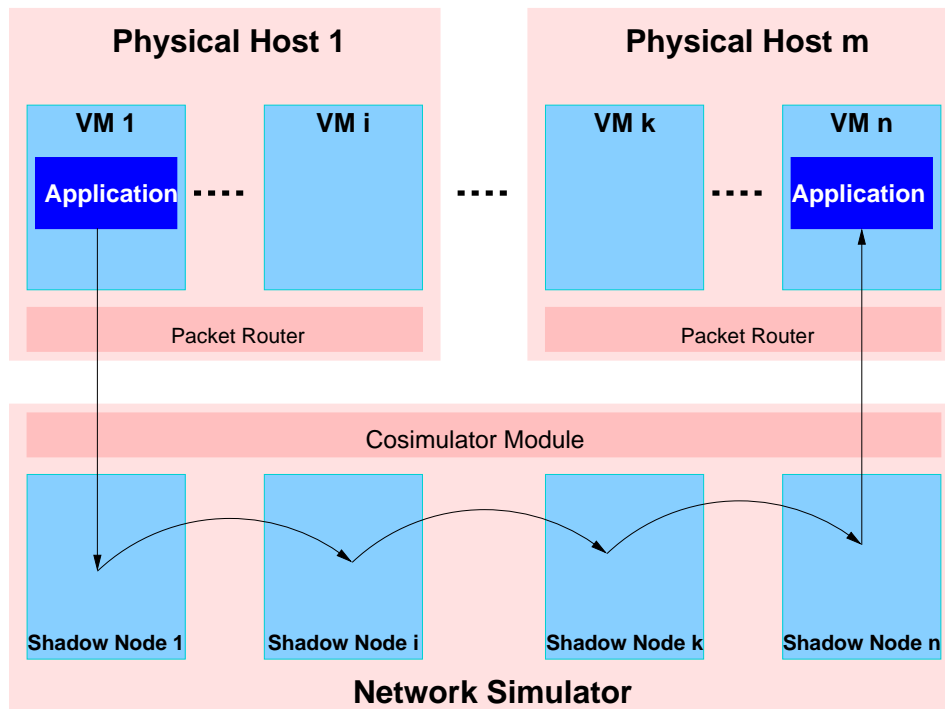 Physical Host 1
Physical Host m
VM 1
VM i
VM k
VM n
Application
Application
Packet Router
Packet Router
Cosimulator Module
Shadow Node 1
Shadow Node i
Shadow Node k
Shadow Node n
Network Simulator